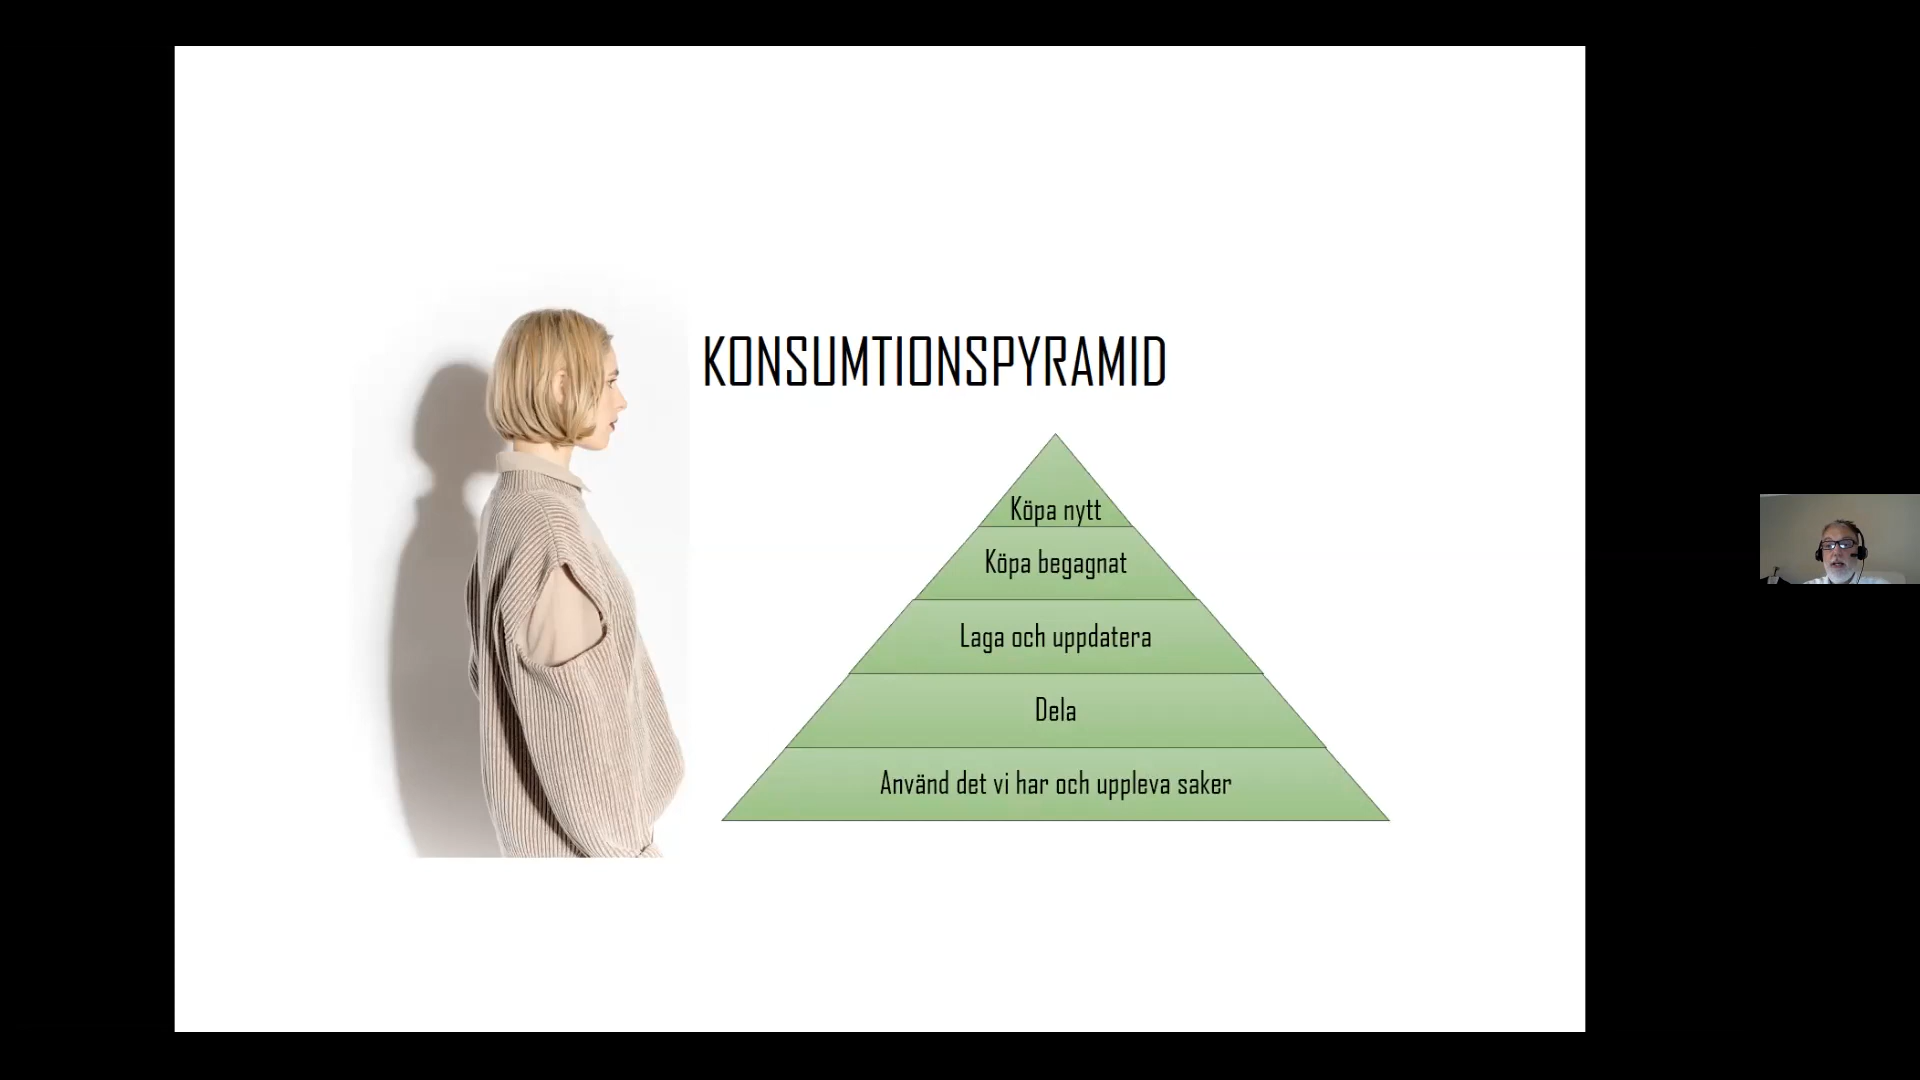 KONSUMTIONSPYRAMID
Köpa nytt
Köpa begagnat
Laga och uppdatera
Dela
Använd det vi har och uppleva saker